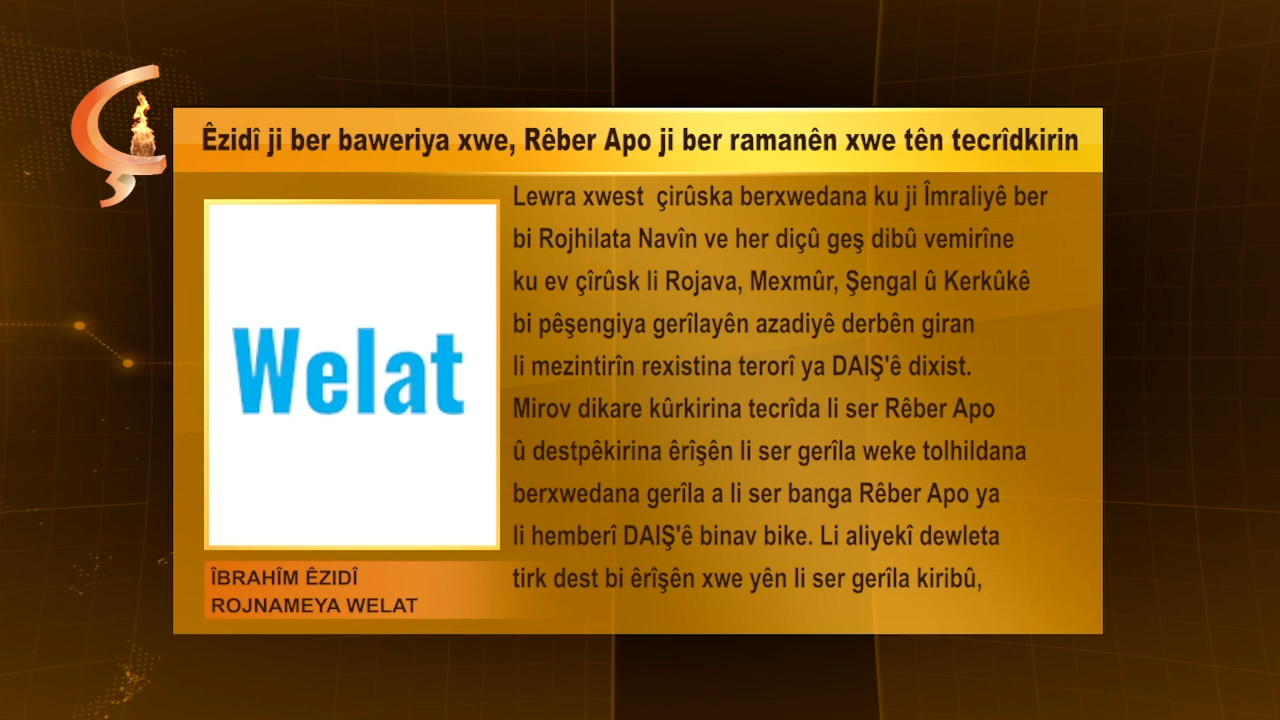 Ç
Êzidî ji ber baweriya xwe, Rêber Apo ji ber ramanên xwe tên tecrîdkirin
Welat
ÎBRAHÎM ÊZIDÎ
ROJNAMEYA WELAT
Lewra xwest çirûska berxwedana ku ji Îmraliyê ber
bi Rojhilata Navîn ve her diçû geş dibû vemirîne
ku ev çîrûsk li Rojava, Mexmûr, Şengal û Kerkûkê
bi pêşengiya gerîlayên azadiyê derbên giran
li mezintirîn rexistina terorî ya DAIŞ'ê dixist.
Mirov dikare kûrkirina tecrîda li ser Rêber Apo
û destpêkirina êrîşên li ser gerîla weke tolhildana
berxwedana gerîla a li ser banga Rêber Apo ya
li hemberî DAIŞ'ê binav bike. Li aliyekî dewleta
tirk dest bi êrîşên xwe yên li ser gerîla kiribû,